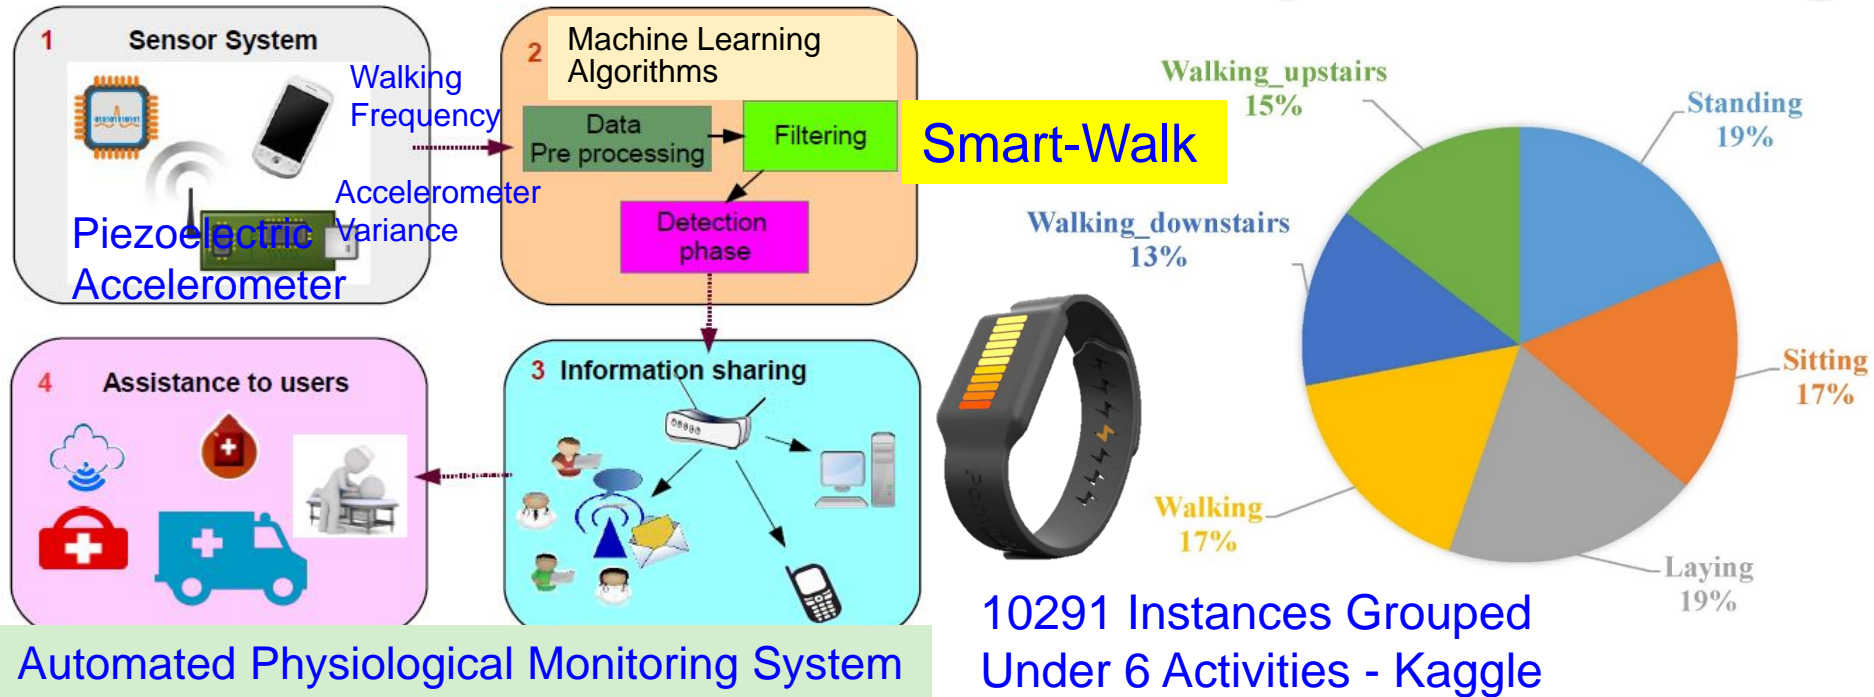 1
Sensor System
Walking
Frequency
Accelerometer
Variance
Piezoelectric
Accelerometer
2
Machine Learning
Algorithms
Data
Pre processing
Filtering
Detection
phase
Smart-Walk
4
Assistance to users
3 Information sharing
Automated Physiological Monitoring System
Walking_upstairs
15%
Standing
19%
Walking_downstairs
13%
Sitting
17%
Walking
17%
Laying
19%
10291 Instances Grouped
Under 6 Activities - Kaggle